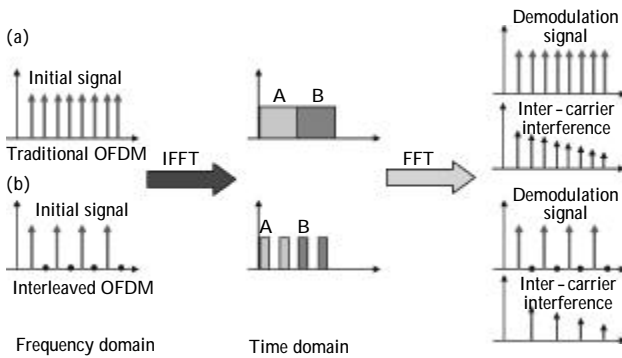 (a)
Initial signal
Traditional OFDM
IFFT
A B
FFT
Demodulation
signal
Inter-carrier
interference
(b)
Initial signal
Interleaved OFDM
A B
Demodulation
signal
Inter-carrier
interference
Frequency domain
Time domain